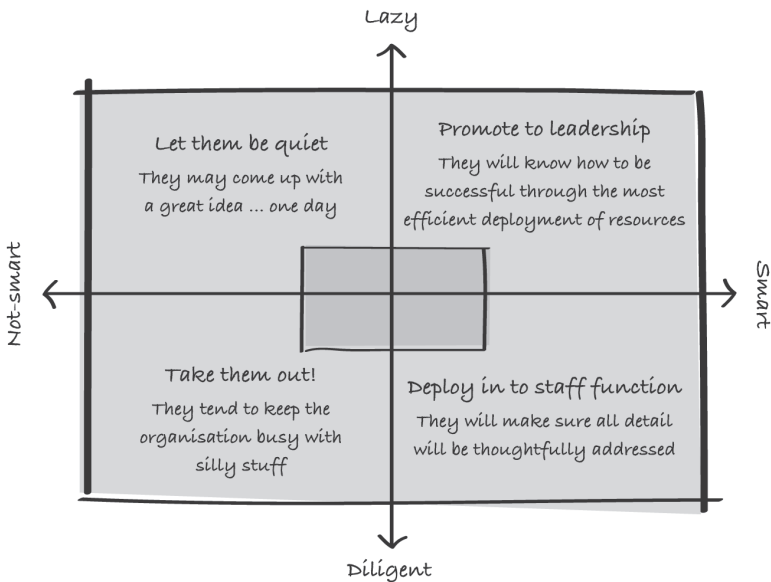 Lazy
Let them be quiet
They may come up with
a great idea ... one day
Promote to leadership
They will know how to be
successful through the most
efficient deployment of resources
Not-smart
Smart
Take them out!
They tend to keep the
organisation busy with
silly stuff
Deploy in to staff function
They will make sure all detail
will be thoughtfully addressed
Diligent